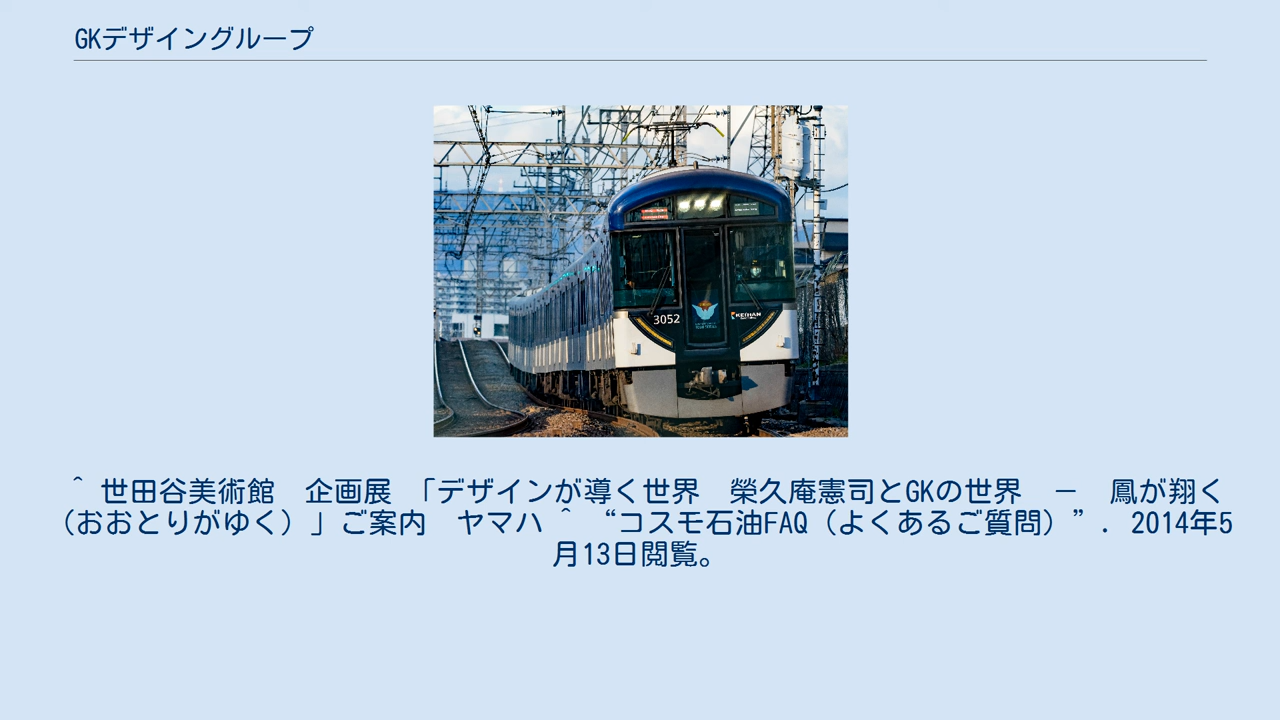 GKデザイングループ
3052
KEIHAN
^ 世田谷美術館　企画展 「デザインが導く世界　榮久庵憲司とGKの世界　－　鳳が翔く
（おおとりがゆく）」ご案内　ヤマハ ^ “コスモ石油FAQ（よくあるご質問）”. 2014年5
月13日閲覧。